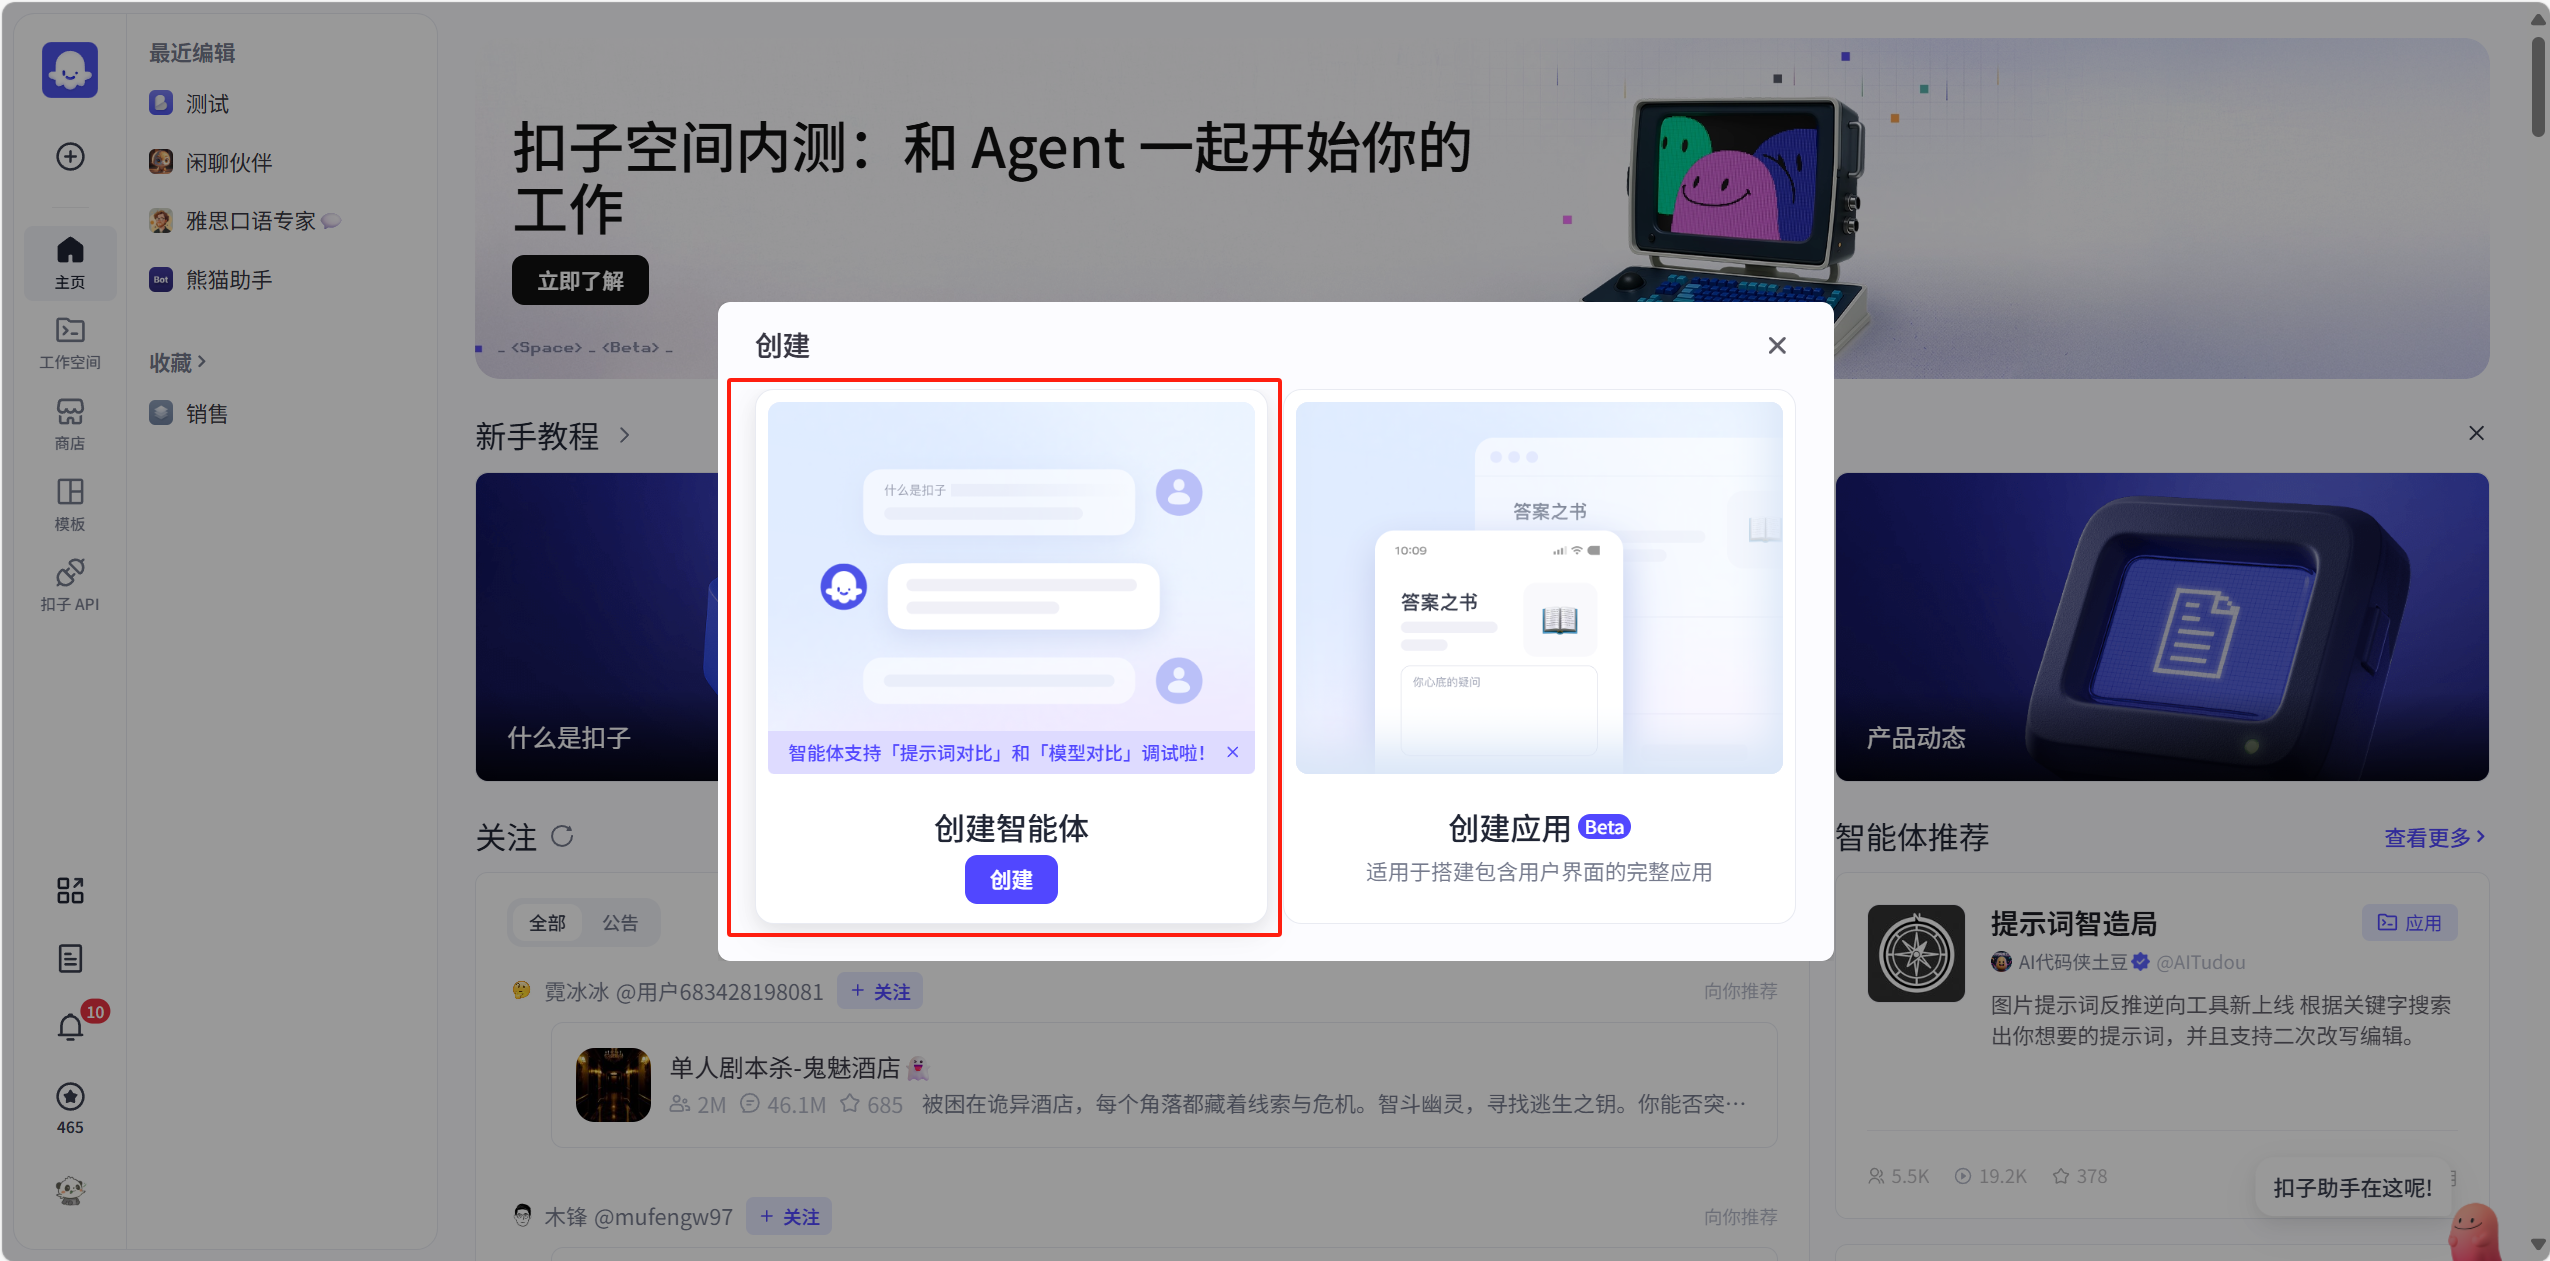 最近编辑
测试
闲聊伙伴
雅思口语专家
Bot
熊猫助手
收藏
销售
主页
工作空间
商店
模板
扣子 API
10
465
扣子空间内测：和 Agent 一起开始你的
工作
立即了解
_ <Space> _ <Beta> _
新手教程
什么是扣子
产品动态
创建
什么是扣子
智能体支持「提示词对比」和「模型对比」调试啦！
创建智能体
创建
答案之书
10:09
答案之书
你心底的疑问
创建应用 Beta
适用于搭建包含用户界面的完整应用
关注
全部
公告
霓冰冰 @用户683428198081
+ 关注
向你推荐
单人剧本杀-鬼魅酒店
2M 46.1M 685 被困在诡异酒店，每个角落都藏着线索与危机。智斗幽灵，寻找逃生之钥。你能否突…
木锋 @mufengw97
+ 关注
向你推荐
智能体推荐
查看更多
N
提示词智造局
应用
AI代码侠土豆 @AITudou
图片提示词反推逆向工具新上线 根据关键字搜索
出你想要的提示词，并且支持二次改写编辑。
5.5K 19.2K 378
扣子助手在这呢!